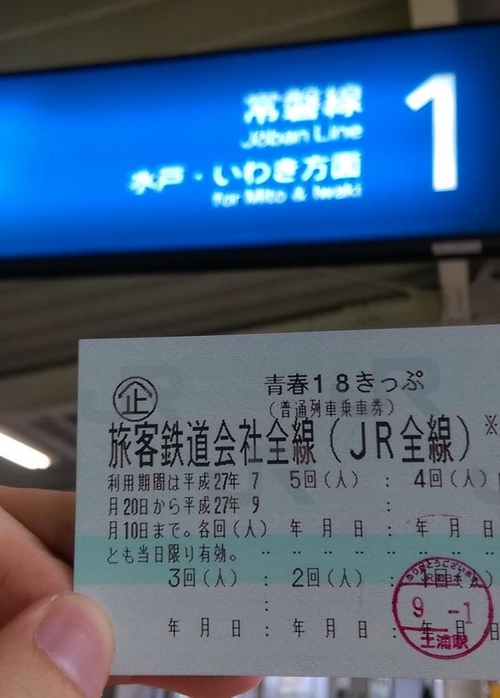 常磐線
1
Jōban Line
水戸・いわき方面
for Mito & Iwaki
企
青春18きっぷ
(普通列車乗車券)
旅客鉄道会社全線(JR全線)※
利用期間は平成27年 7 5回(人) : 4回(人)
月20日から平成27年 9 :
月10日まで。各回(人) 年 月 日 : 年 月 日
とも当日限り有効。
3回(人) : 2回(人) :
年 月 日 : 年 月 日 :
9 -1
土浦駅